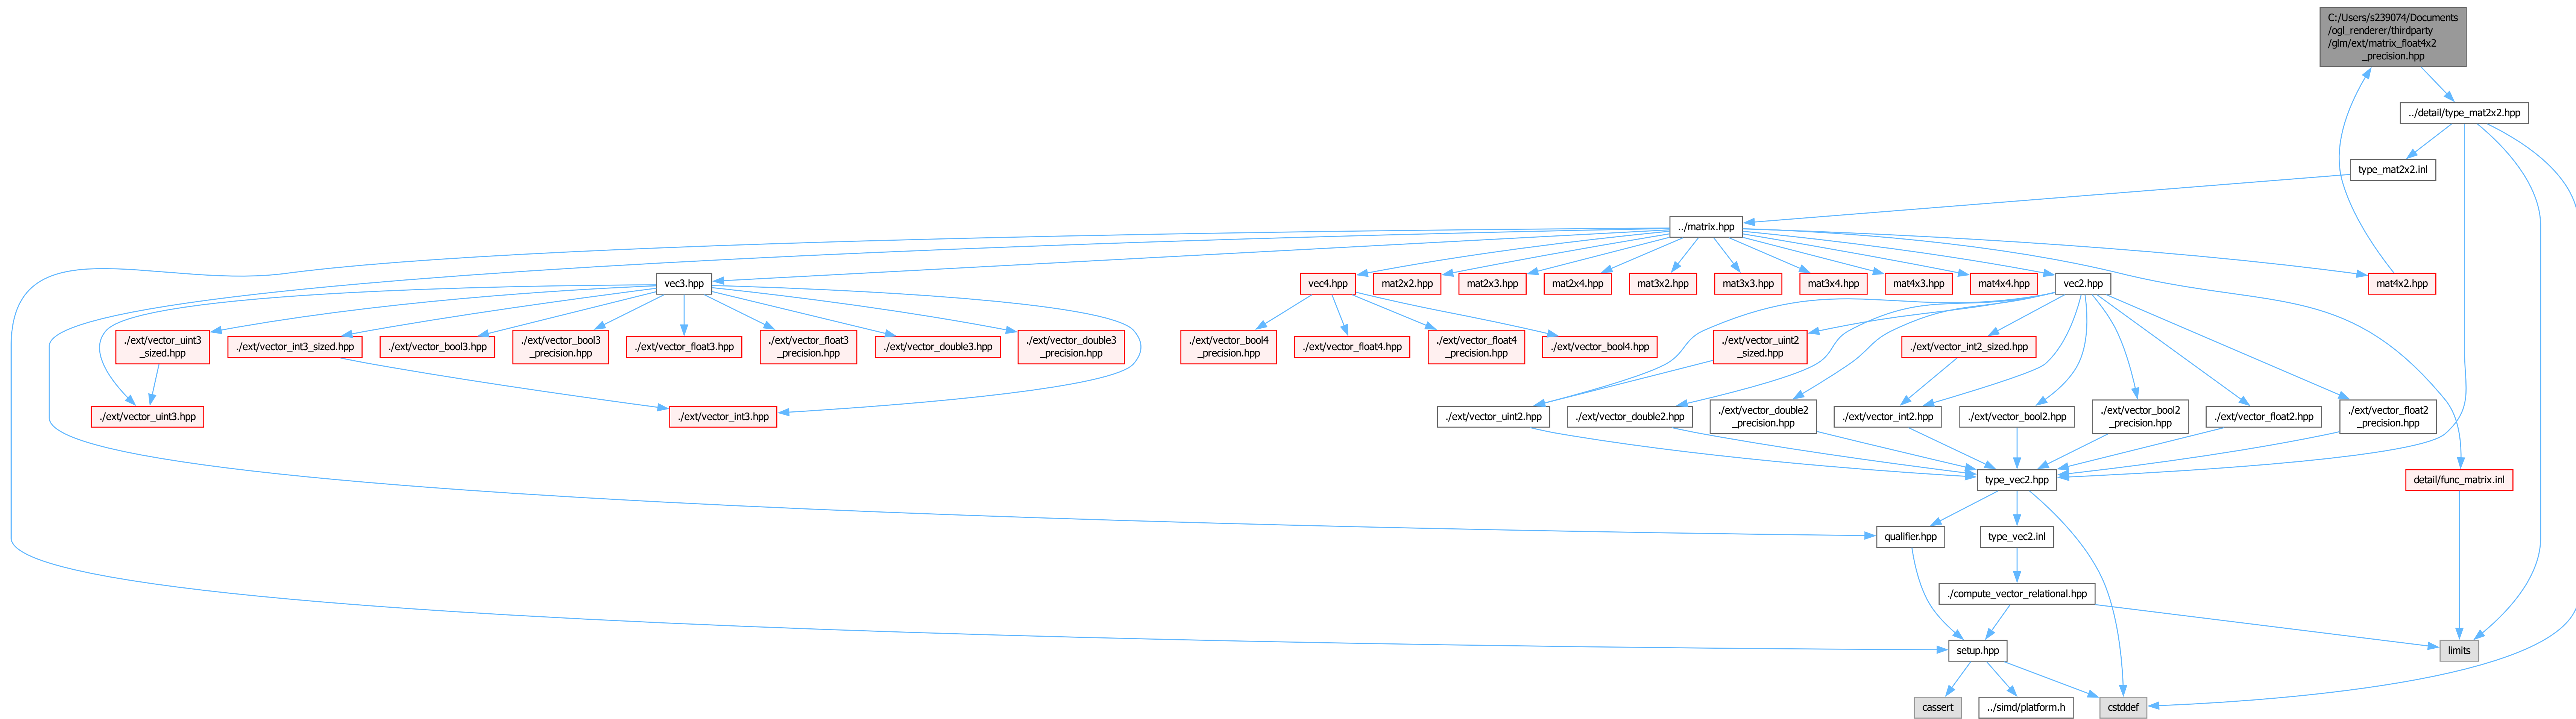 C:/Users/s239074/Documents
/ogl_renderer/thirdparty
/glm/ext/matrix_float4x2
_precision.hpp
../detail/type_mat2x2.hpp
type_mat2x2.inl
../matrix.hpp
vec3.hpp
vec4.hpp
mat2x2.hpp
mat2x3.hpp
mat2x4.hpp
mat3x2.hpp
mat3x3.hpp
mat3x4.hpp
mat4x3.hpp
mat4x4.hpp
vec2.hpp
mat4x2.hpp
./ext/vector_uint3
_sized.hpp
./ext/vector_int3_sized.hpp
./ext/vector_bool3.hpp
./ext/vector_bool3
_precision.hpp
./ext/vector_float3.hpp
./ext/vector_float3
_precision.hpp
./ext/vector_double3.hpp
./ext/vector_double3
_precision.hpp
./ext/vector_bool4
_precision.hpp
./ext/vector_float4.hpp
./ext/vector_float4
_precision.hpp
./ext/vector_bool4.hpp
./ext/vector_uint2
_sized.hpp
./ext/vector_int2_sized.hpp
./ext/vector_uint3.hpp
./ext/vector_int3.hpp
./ext/vector_uint2.hpp
./ext/vector_double2.hpp
./ext/vector_double2
_precision.hpp
./ext/vector_int2.hpp
./ext/vector_bool2.hpp
./ext/vector_bool2
_precision.hpp
./ext/vector_float2.hpp
./ext/vector_float2
_precision.hpp
type_vec2.hpp
detail/func_matrix.inl
qualifier.hpp
type_vec2.inl
./compute_vector_relational.hpp
setup.hpp
limits
cassert
../simd/platform.h
cstddef